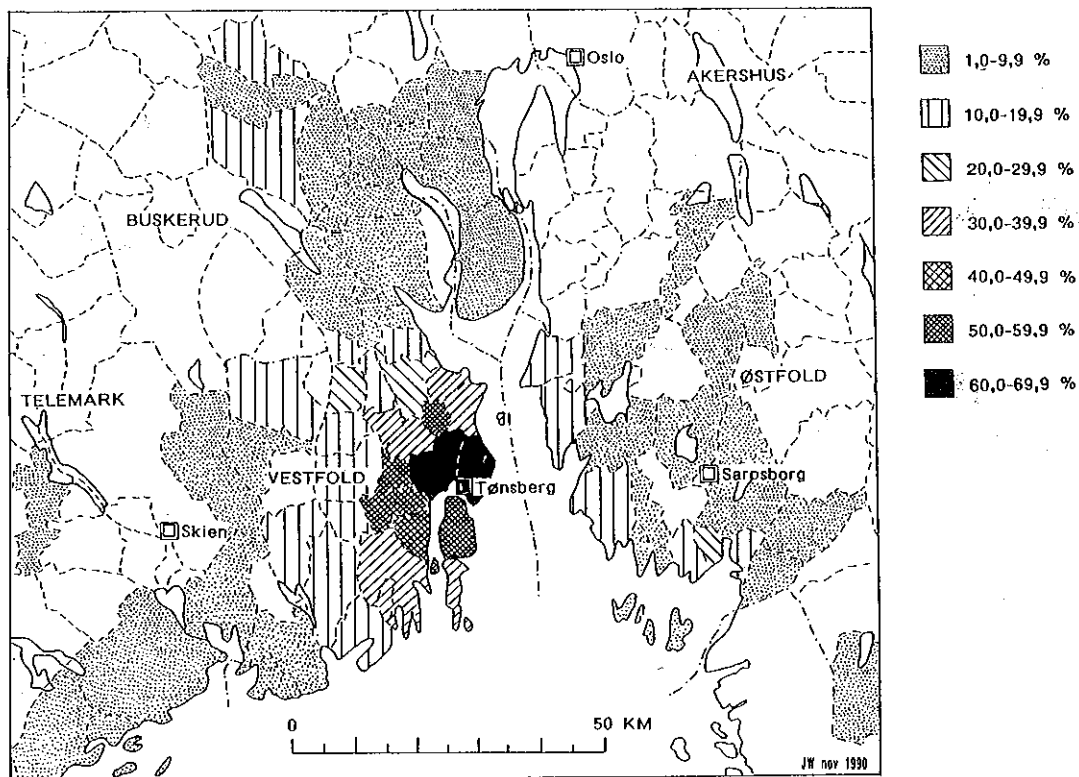 Oslo
AKERSHUS
BUSKERUD
TELEMARK
ØSTFOLD
VESTFOLD
Tønsberg
Sarpsborg
Skien
0 50 KM
JW nov 1990
1,0-9,9 %
10,0-19,9 %
20,0-29,9 %
30,0-39,9 %
40,0-49,9 %
50,0-59,9 %
60,0-69,9 %